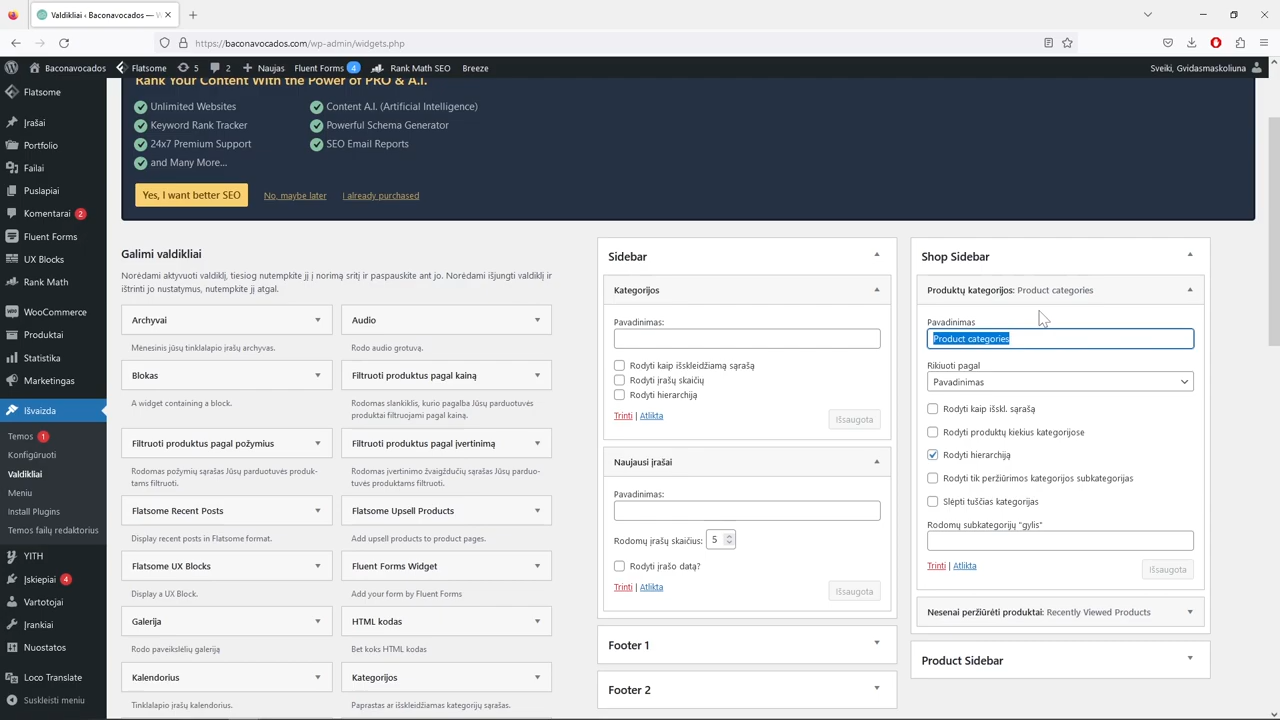 Valdikliai ‹ Baconavocados — W
https://baconavocados.com/wp-admin/widgets.php
Baconavocados
Flatsome
5
2
Naujas
Fluent Forms 4
Rank Math SEO
Breeze
Sveiki, Gvidasmaskoliuna
Flatsome
Įrašai
Portfolio
Failai
Puslapiai
Komentarai 2
Fluent Forms
UX Blocks
Rank Math
WooCommerce
Produktai
Statistika
Marketingas
Išvaizda
Temos 1
Konfigūruoti
Valdikliai
Meniu
Install Plugins
Temos failų redaktorius
YITH
Įskiepiai 4
Vartotojai
Įrankiai
Nuostatos
Loco Translate
Suskleisti meniu
Rank Your Content With the Power of PRO & A.I.
Unlimited Websites
Content A.I. (Artificial Intelligence)
Keyword Rank Tracker
Powerful Schema Generator
24x7 Premium Support
SEO Email Reports
and Many More...
Yes, I want better SEO
No, maybe later
I already purchased
Galimi valdikliai
Norėdami aktyvuoti valdiklį, tiesiog nutempkite jį į norimą sritį ir paspauskite ant jo. Norėdami išjungti valdiklį ir
ištrinti jo nustatymus, nutempkite jį atgal.
Archyvai
Audio
Mėnesinis jūsų tinklalapio įrašų archyvas.
Rodo audio grotuvą.
Blokas
Filtruoti produktus pagal kainą
A widget containing a block.
Rodomas slankiklis, kurio pagalba Jūsų parduotuvės
produktai filtruojami pagal kainą.
Filtruoti produktus pagal požymius
Filtruoti produktus pagal įvertinimą
Rodomas požymių sąrašas Jūsų parduotuvės produk-
tams filtruoti.
Rodomas įvertinimo žvaigždučių sąrašas Jūsų parduo-
tuvės produktams filtruoti.
Flatsome Recent Posts
Flatsome Upsell Products
Display recent posts in Flatsome format.
Add upsell products to product pages.
Flatsome UX Blocks
Fluent Forms Widget
Display a UX Block.
Add your form by Fluent Forms
Galerija
HTML kodas
Rodo paveikslėlių galeriją
Bet koks HTML kodas
Kalendorius
Kategorijos
Tinklalapio įrašų kalendorius.
Paprastas ar išskleidžiamas kategorijų sąrašas.
Sidebar
Kategorijos
Pavadinimas:
Rodyti kaip išskleidžiamą sąrašą
Rodyti įrašų skaičių
Rodyti hierarchiją
Trinti | Atlikta
Išsaugota
Naujausi įrašai
Pavadinimas:
Rodomų įrašų skaičius: 5
Rodyti įrašo datą?
Trinti | Atlikta
Išsaugota
Footer 1
Footer 2
Shop Sidebar
Produktų kategorijos: Product categories
Pavadinimas
Product categories
Rikiuoti pagal
Pavadinimas
Rodyti kaip išskl. sąrašą
Rodyti produktų kiekius kategorijose
Rodyti hierarchiją
Rodyti tik peržiūrimos kategorijos subkategorijas
Slėpti tuščias kategorijas
Rodomų subkategorijų "gylis"
Trinti | Atlikta
Išsaugota
Nesenai peržiūrėti produktai: Recently Viewed Products
Product Sidebar